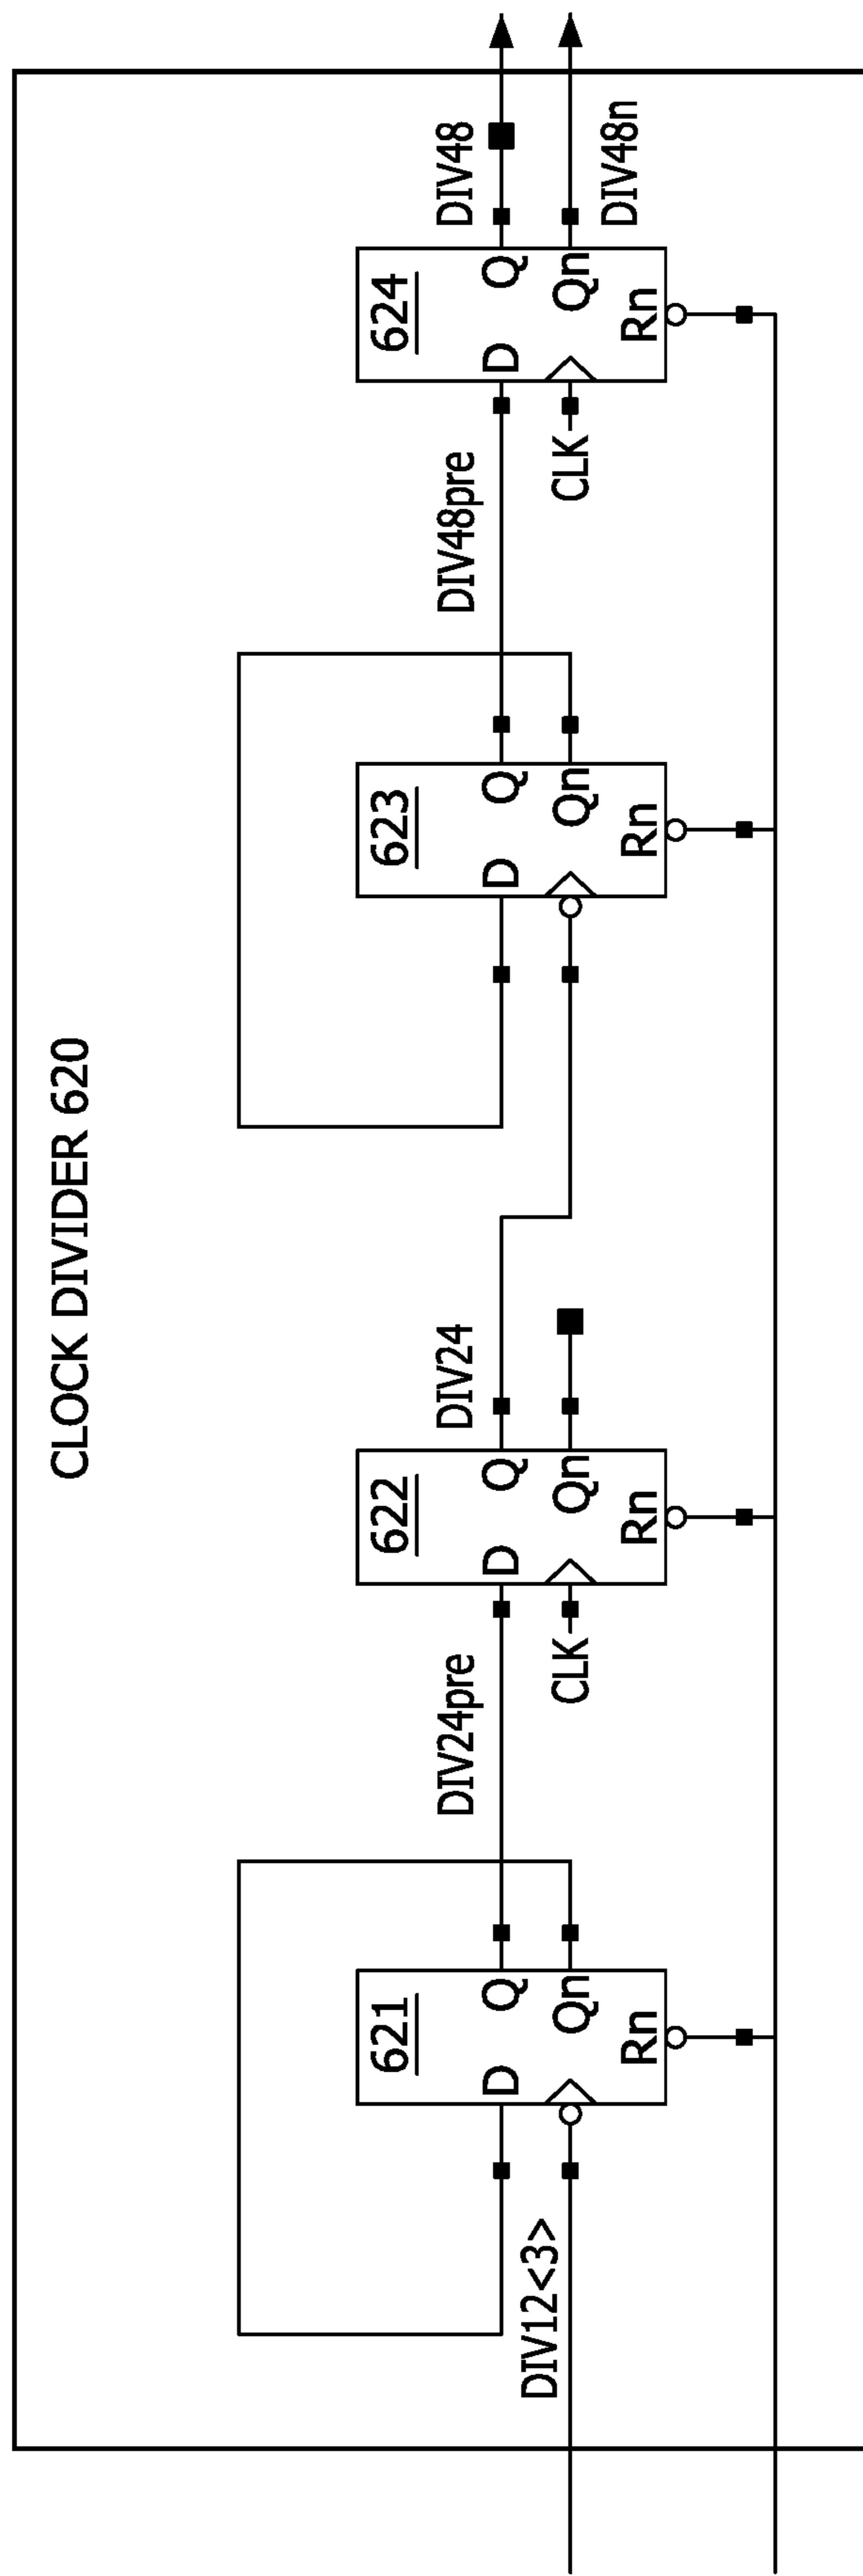 CLOCK DIVIDER 620
621
D
Q
Qn
Rn
DIV12<3>
DIV24pre
622
D
Q
Qn
Rn
CLK
DIV24
623
D
Q
Qn
Rn
DIV48pre
624
D
Q
Qn
Rn
CLK
DIV48
DIV48n